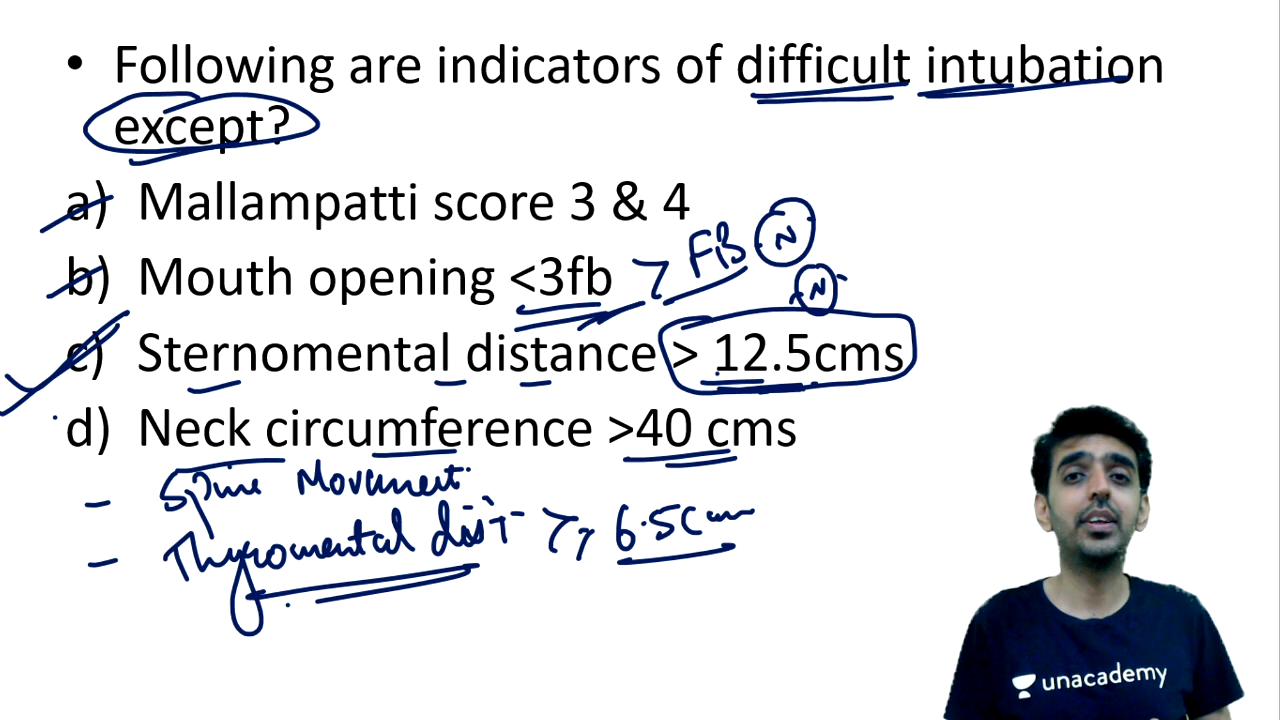 • Following are indicators of difficult intubation
except?
a) Mallampatti score 3 & 4
b) Mouth opening <3fb > FB N
N
c) Sternomental distance > 12.5cms
d) Neck circumference >40 cms
- Spine Movement
- Thyromental dist > 6.5cm
unacademy